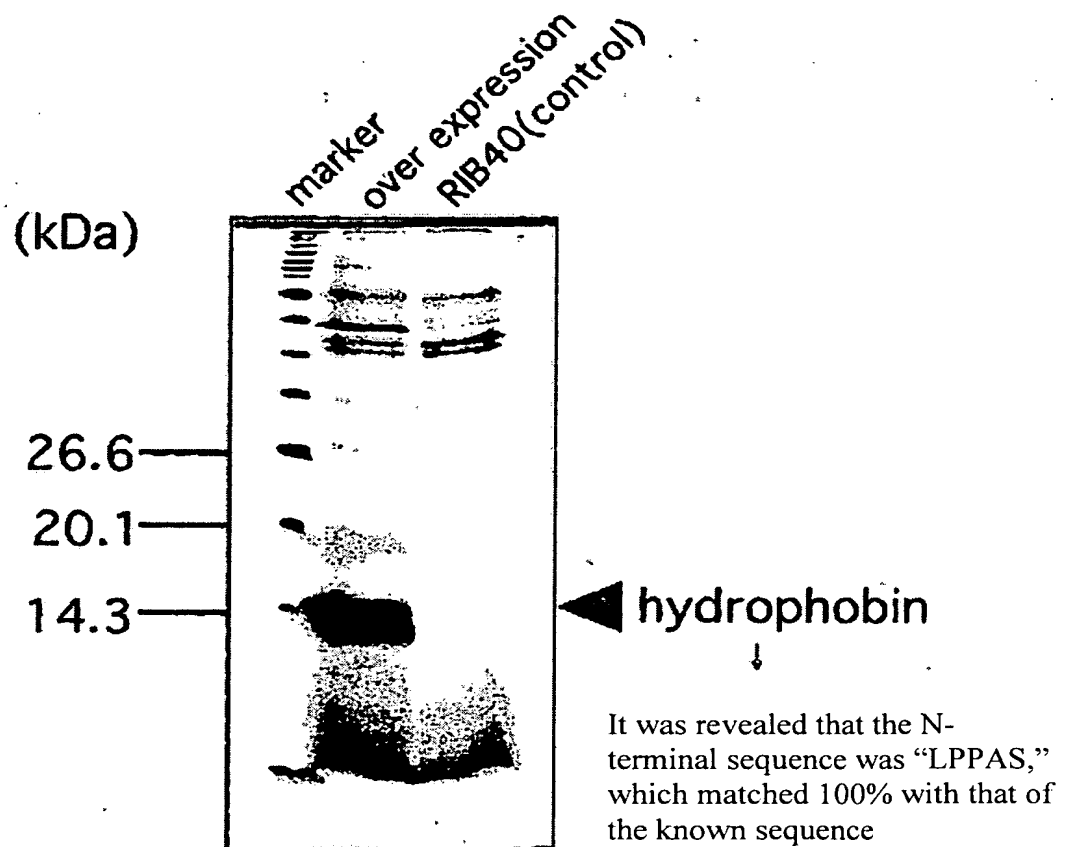 marker
over expression
RIB40(control)
(kDa)
26.6
20.1
14.3
hydrophobin
It was revealed that the N-
terminal sequence was “LPPAS,”
which matched 100% with that of
the known sequence